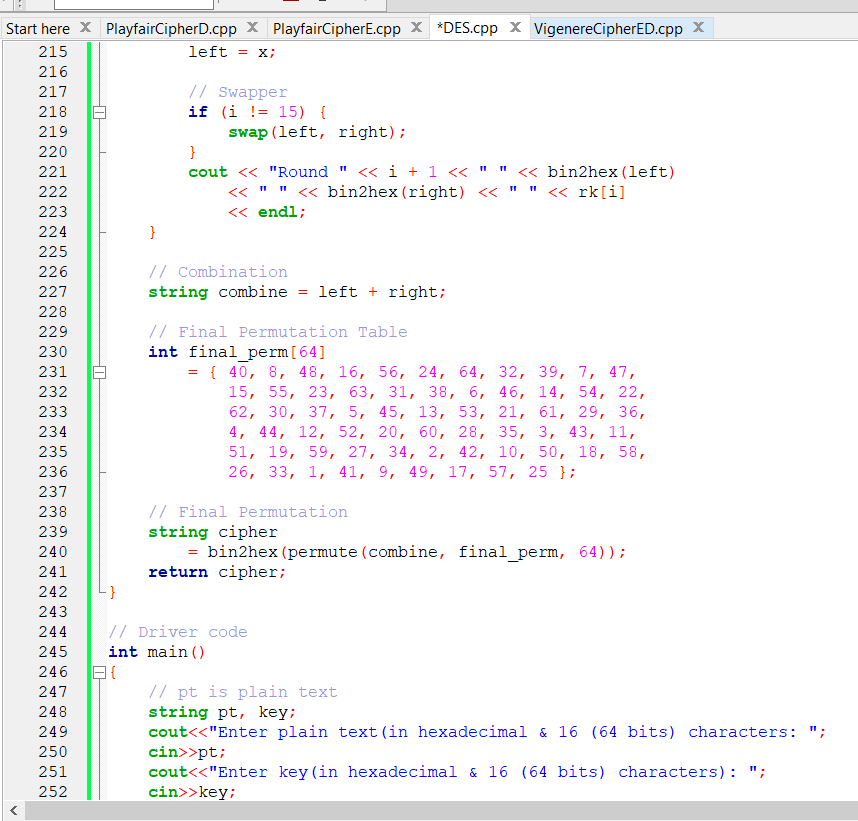 Start here X PlayfairCipherD.cpp X PlayfairCipherE.cpp X *DES.cpp X VigenereCipherED.cpp X
215         left = x;
216
217         // Swapper
218         if (i != 15) {
219             swap(left, right);
220         }
221         cout << "Round " << i + 1 << " " << bin2hex(left)
222             << " " << bin2hex(right) << " " << rk[i]
223             << endl;
224     }
225
226     // Combination
227     string combine = left + right;
228
229     // Final Permutation Table
230     int final_perm[64]
231         = { 40, 8, 48, 16, 56, 24, 64, 32, 39, 7, 47,
232             15, 55, 23, 63, 31, 38, 6, 46, 14, 54, 22,
233             62, 30, 37, 5, 45, 13, 53, 21, 61, 29, 36,
234             4, 44, 12, 52, 20, 60, 28, 35, 3, 43, 11,
235             51, 19, 59, 27, 34, 2, 42, 10, 50, 18, 58,
236             26, 33, 1, 41, 9, 49, 17, 57, 25 };
237
238     // Final Permutation
239     string cipher
240         = bin2hex(permute(combine, final_perm, 64));
241     return cipher;
242 }
243
244 // Driver code
245 int main()
246 {
247     // pt is plain text
248     string pt, key;
249     cout<<"Enter plain text(in hexadecimal & 16 (64 bits) characters: ";
250     cin>>pt;
251     cout<<"Enter key(in hexadecimal & 16 (64 bits) characters): ";
252     cin>>key;